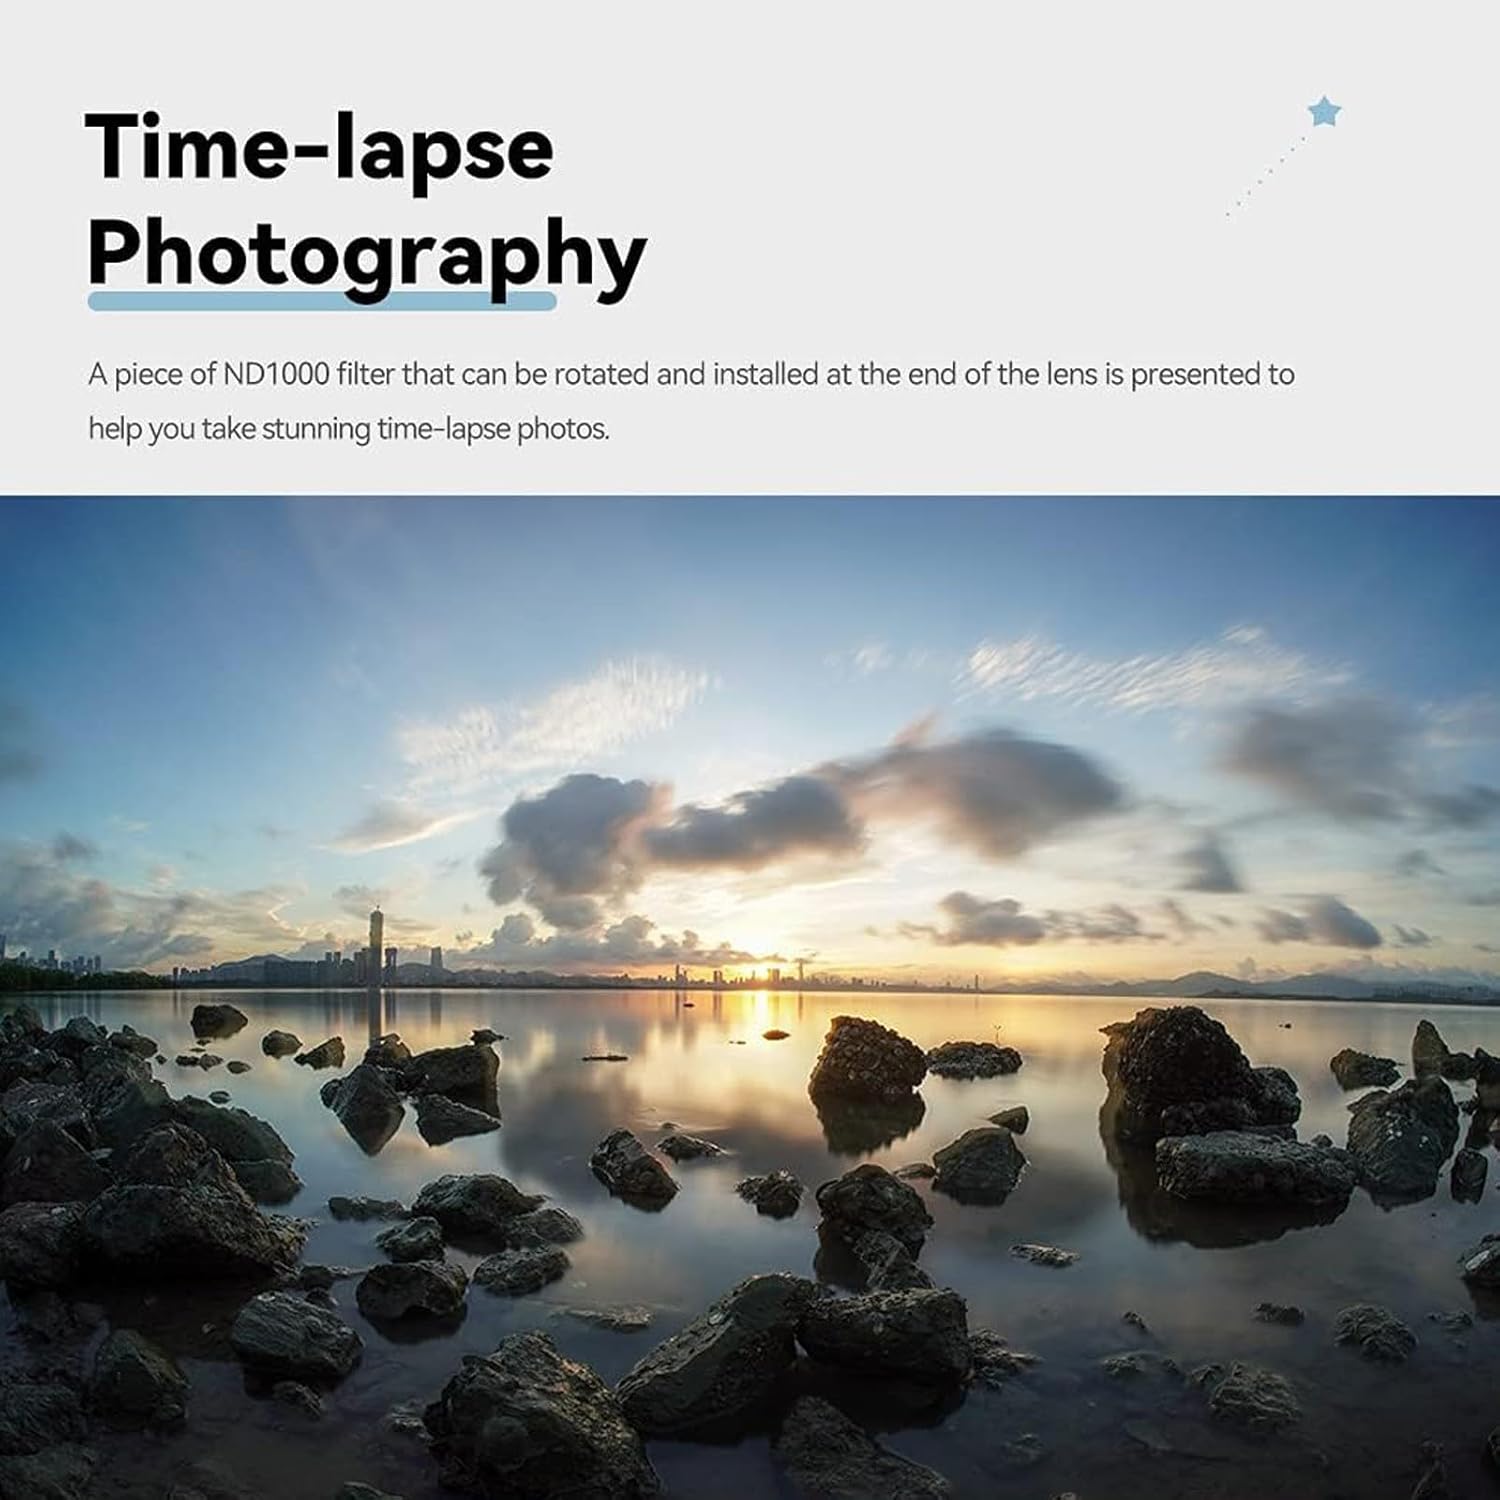 Time-lapse
Photography
A piece of ND1000 filter that can be rotated and installed at the end of the lens is presented to
help you take stunning time-lapse photos.